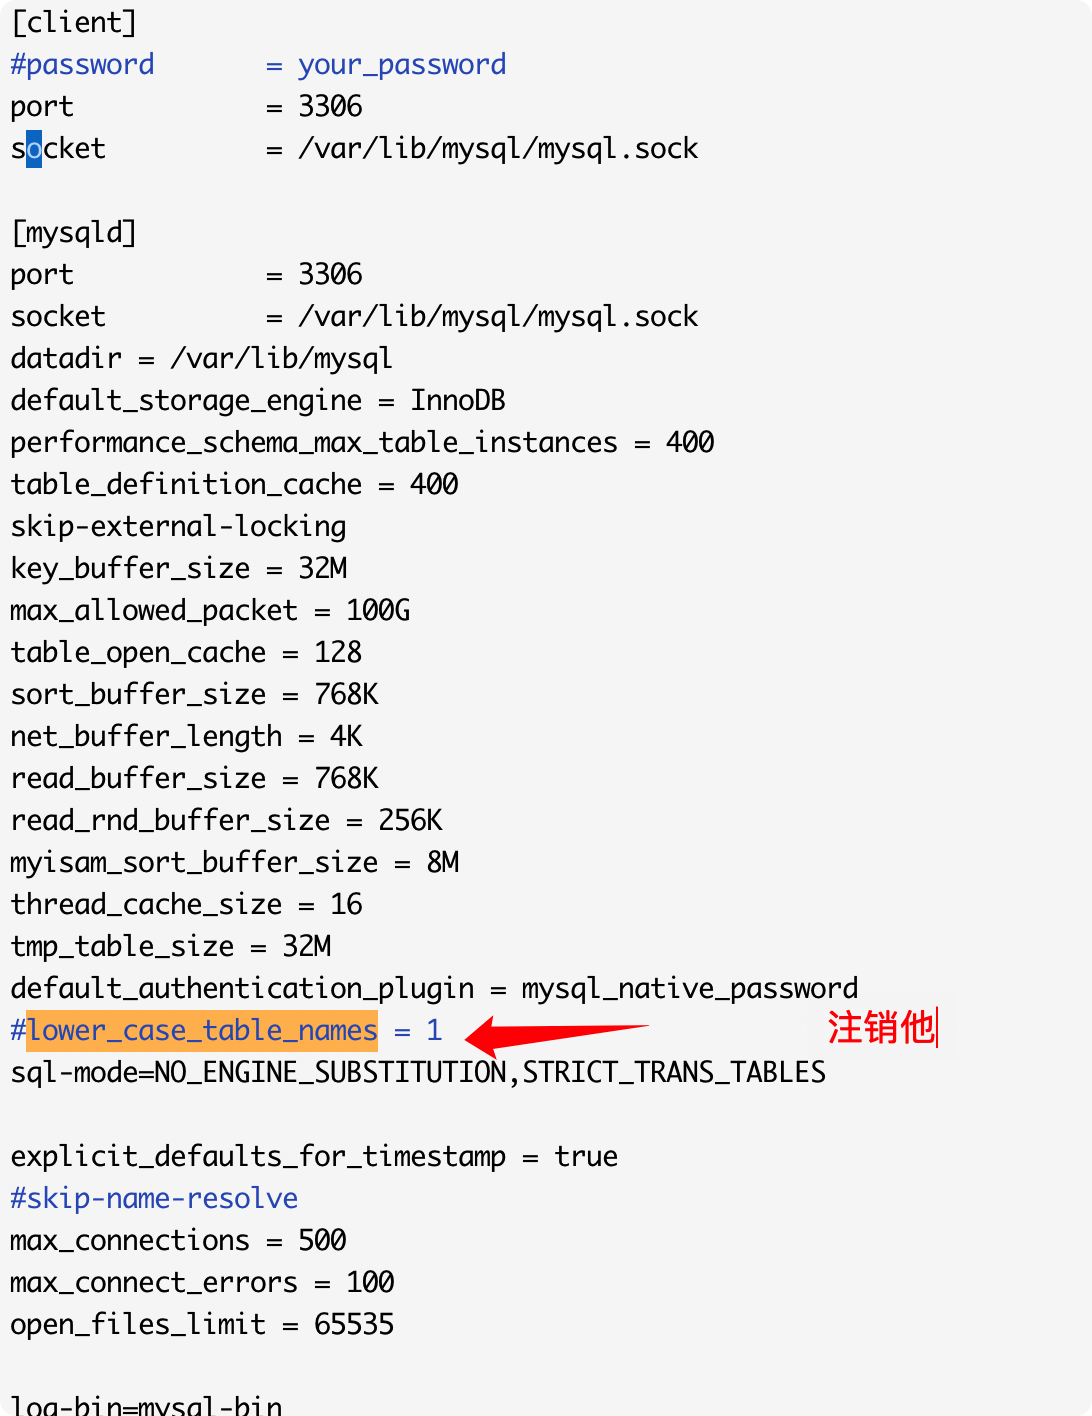 [client]
#password       = your_password
port            = 3306
socket          = /var/lib/mysql/mysql.sock
[mysqld]
port            = 3306
socket          = /var/lib/mysql/mysql.sock
datadir = /var/lib/mysql
default_storage_engine = InnoDB
performance_schema_max_table_instances = 400
table_definition_cache = 400
skip-external-locking
key_buffer_size = 32M
max_allowed_packet = 100G
table_open_cache = 128
sort_buffer_size = 768K
net_buffer_length = 4K
read_buffer_size = 768K
read_rnd_buffer_size = 256K
myisam_sort_buffer_size = 8M
thread_cache_size = 16
tmp_table_size = 32M
default_authentication_plugin = mysql_native_password
#lower_case_table_names = 1 注销他
sql-mode=NO_ENGINE_SUBSTITUTION,STRICT_TRANS_TABLES
explicit_defaults_for_timestamp = true
#skip-name-resolve
max_connections = 500
max_connect_errors = 100
open_files_limit = 65535
log-bin=mysql-bin